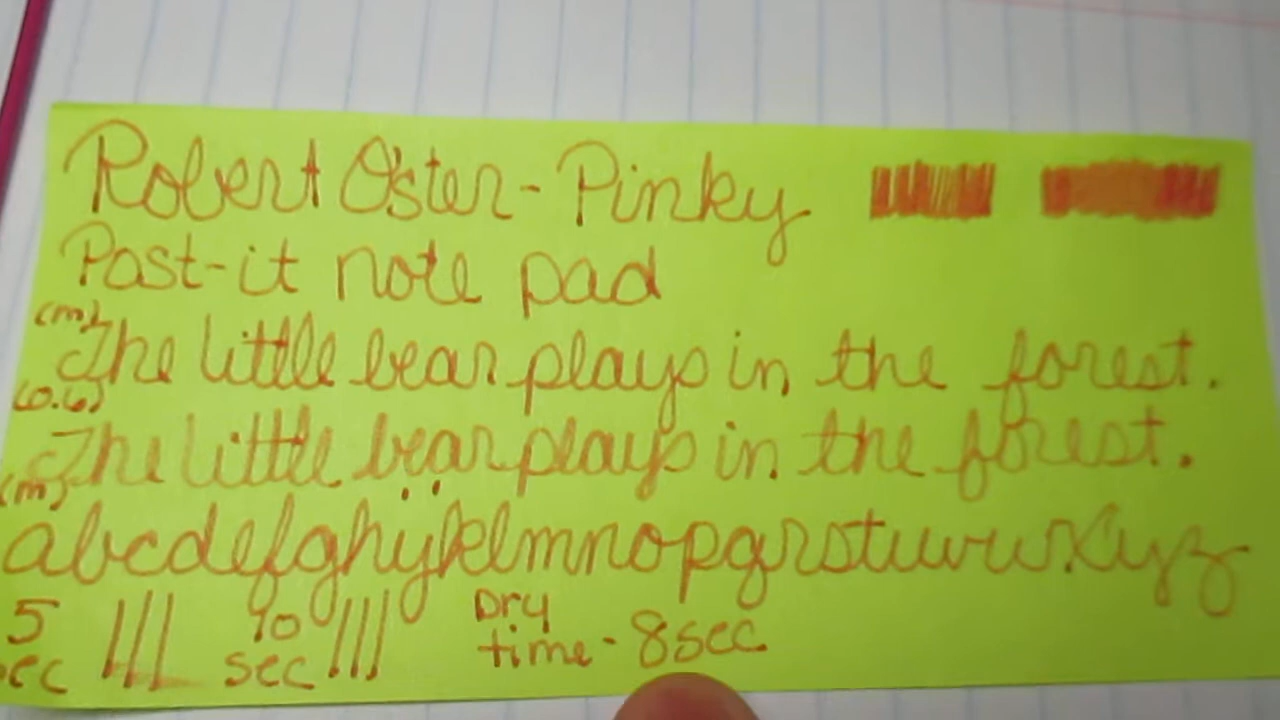 Robert Oster - Pinky
Post-it note pad
(m)
The little bear plays in the forest.
(0.6)
The little bear plays in the forest.
(m)
abcdefghijklmnopqrstuvwxyz
5 sec 10 sec Dry time - 8 sec